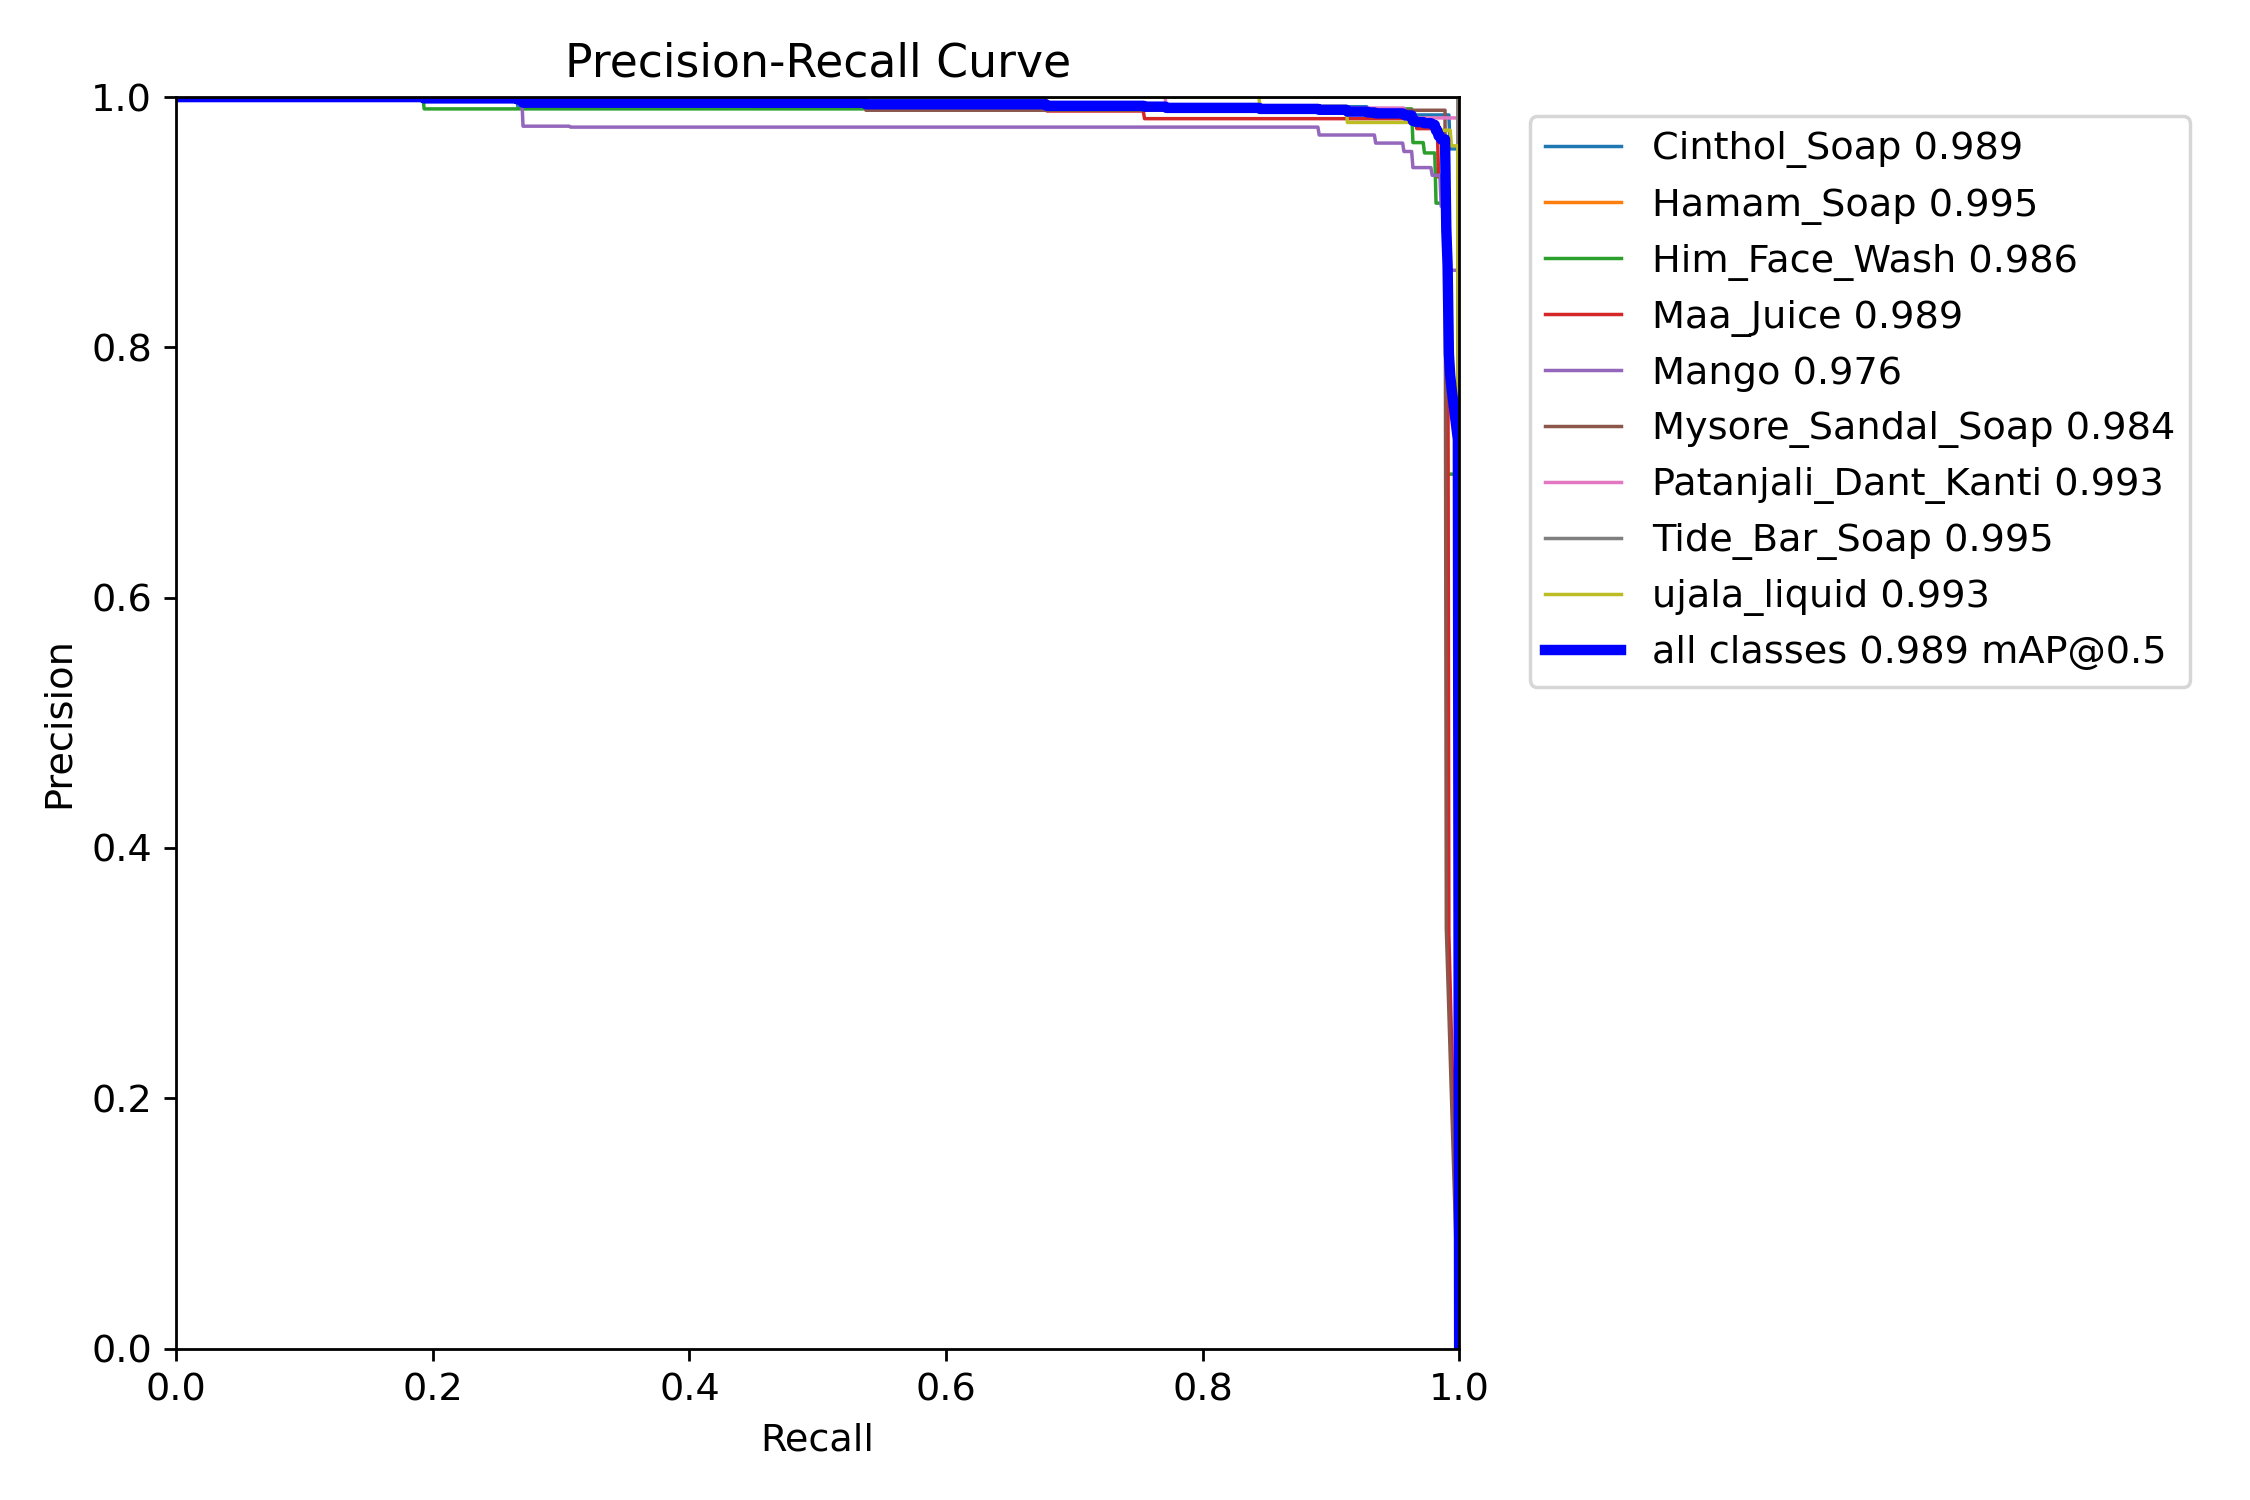 Precision-Recall Curve
1.0
0.8
0.6
0.4
0.2
0.0
Precision
0.0 0.2 0.4 0.6 0.8 1.0
Recall
Cinthol_Soap 0.989
Hamam_Soap 0.995
Him_Face_Wash 0.986
Maa_Juice 0.989
Mango 0.976
Mysore_Sandal_Soap 0.984
Patanjali_Dant_Kanti 0.993
Tide_Bar_Soap 0.995
ujala_liquid 0.993
all classes 0.989 mAP@0.5